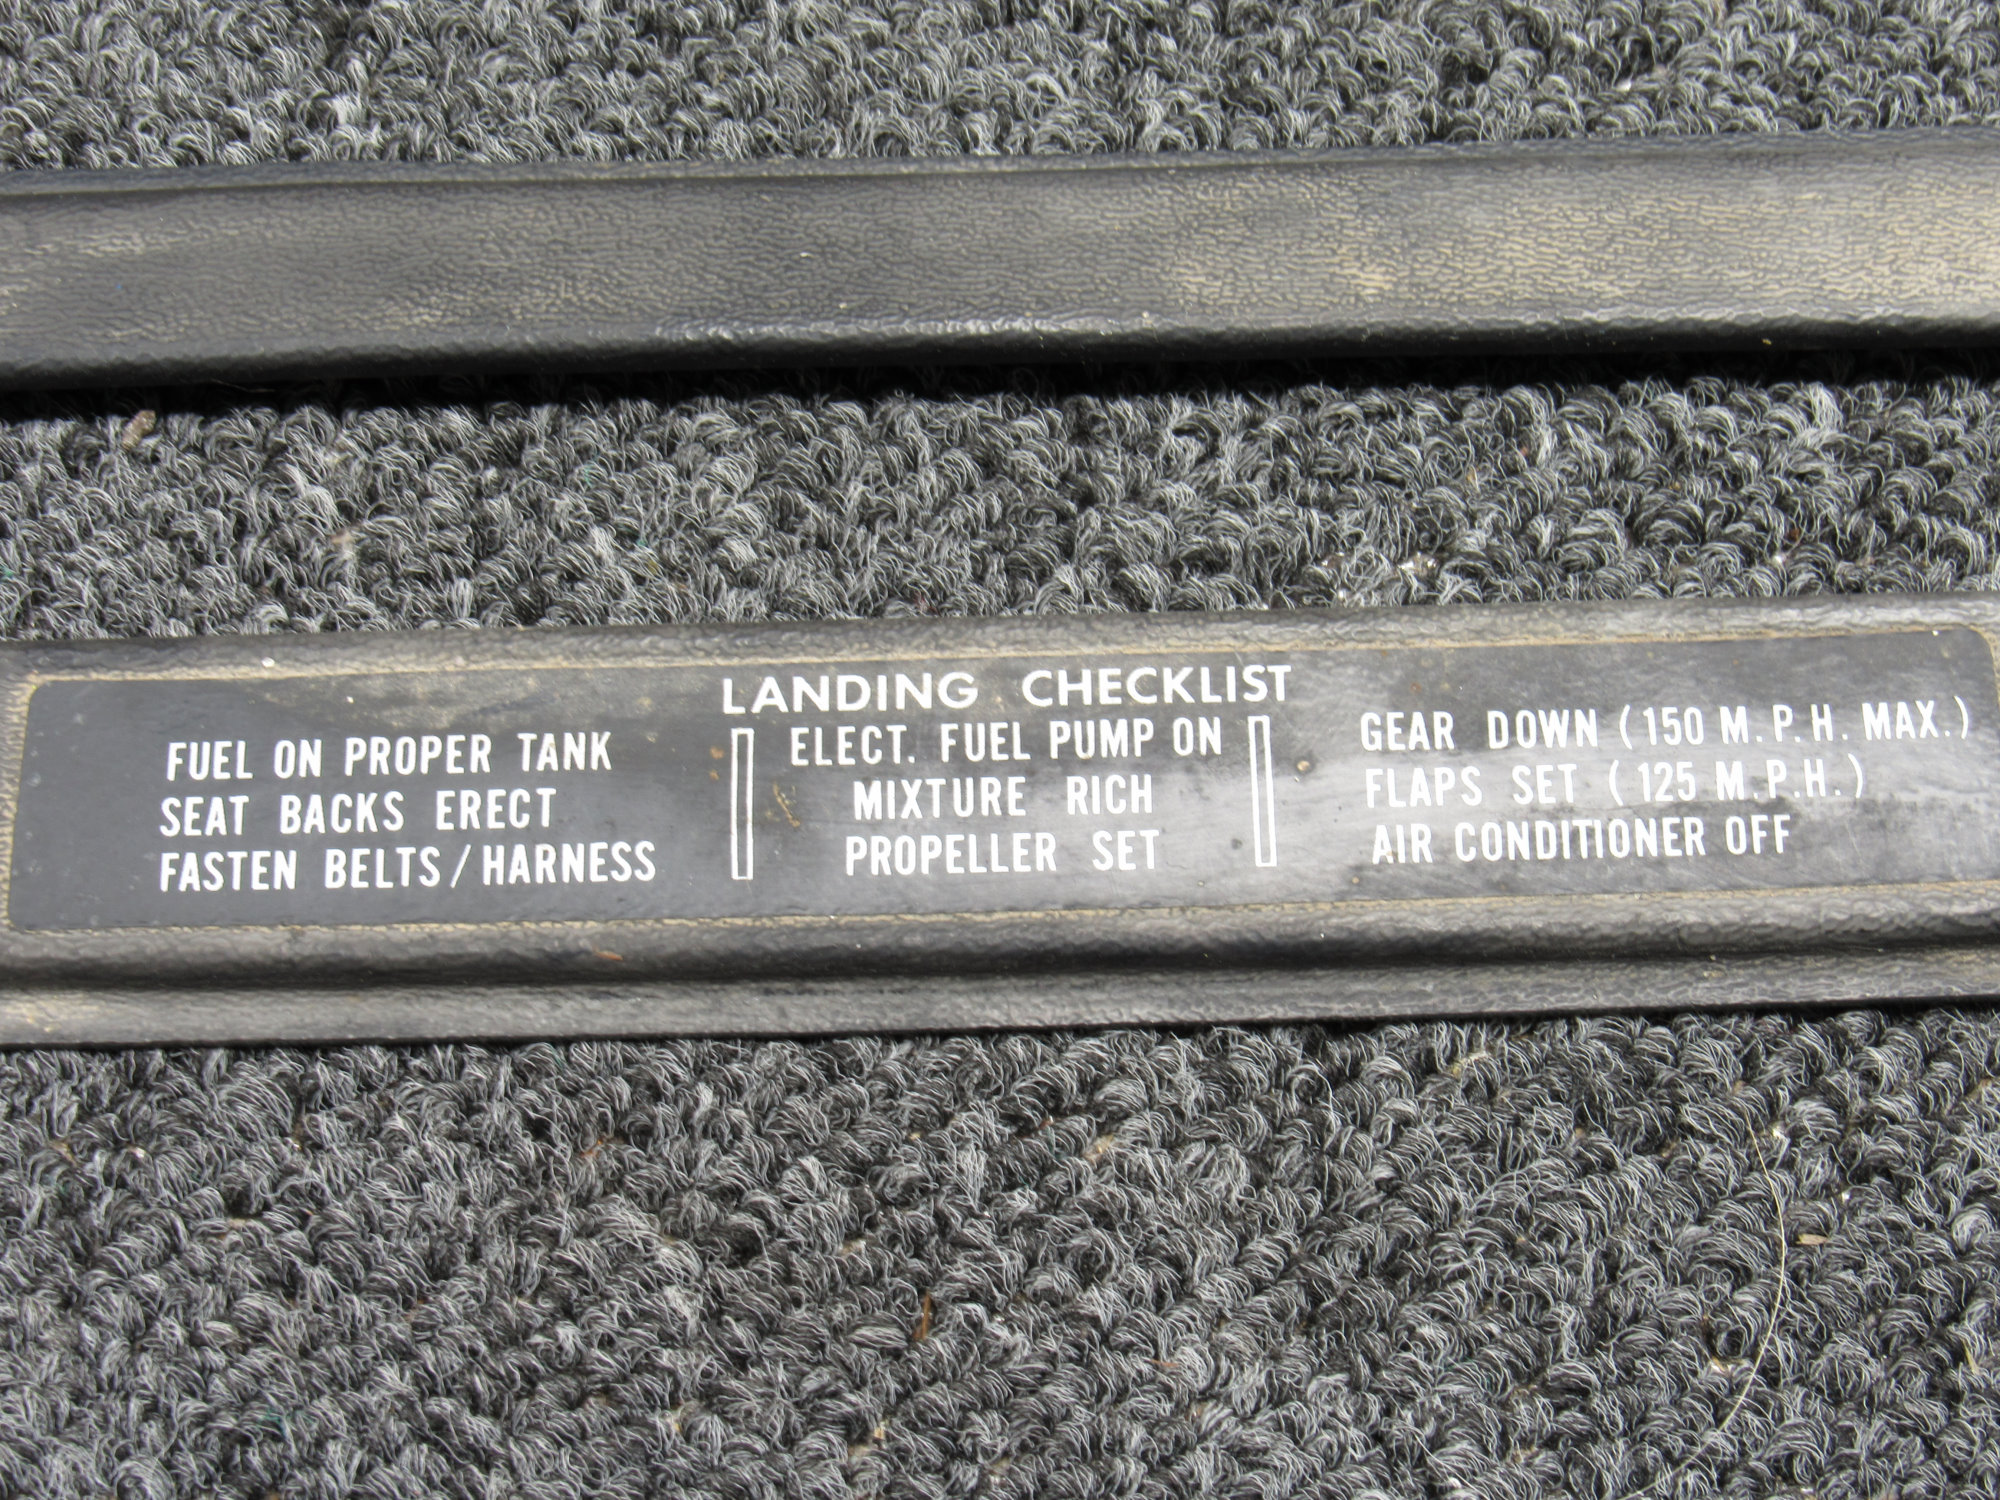 LANDING CHECKLIST
FUEL ON PROPER TANK
SEAT BACKS ERECT
FASTEN BELTS/HARNESS
ELECT. FUEL PUMP ON
MIXTURE RICH
PROPELLER SET
GEAR DOWN (150 M.P.H. MAX.)
FLAPS SET (125 M.P.H.)
AIR CONDITIONER OFF